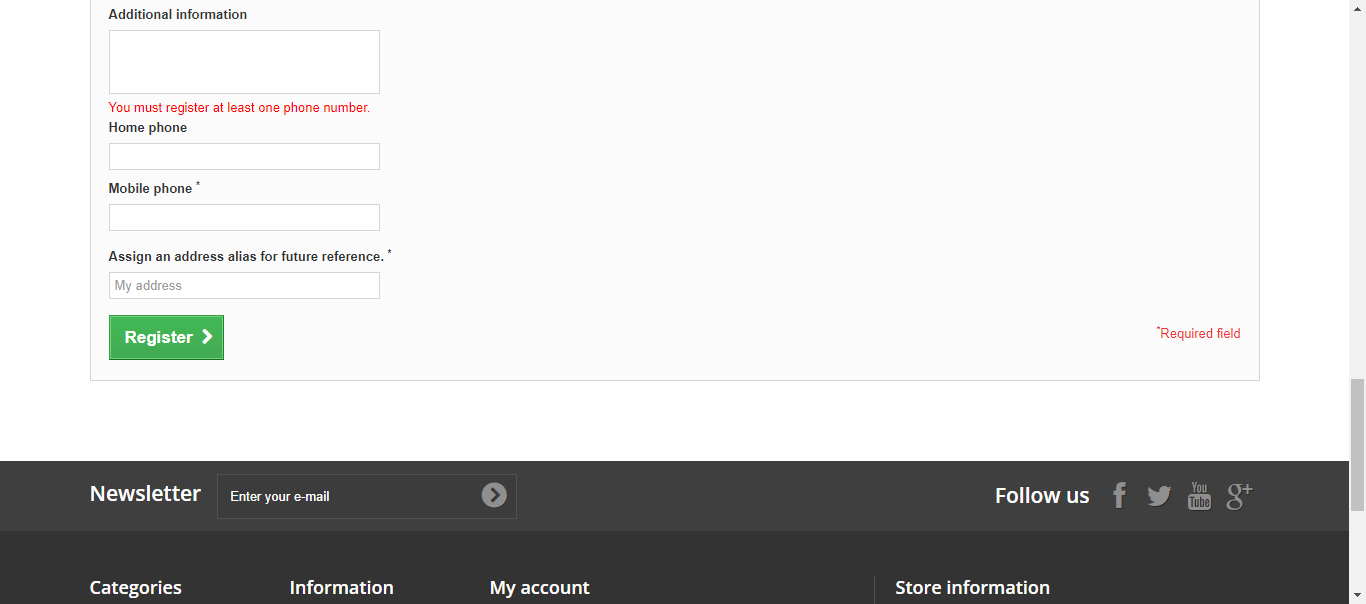 Additional information
You must register at least one phone number.
Home phone
Mobile phone *
Assign an address alias for future reference. *
My address
Register
*Required field
Newsletter
Enter your e-mail
Follow us
You
Tube
g+
Categories
Information
My account
Store information